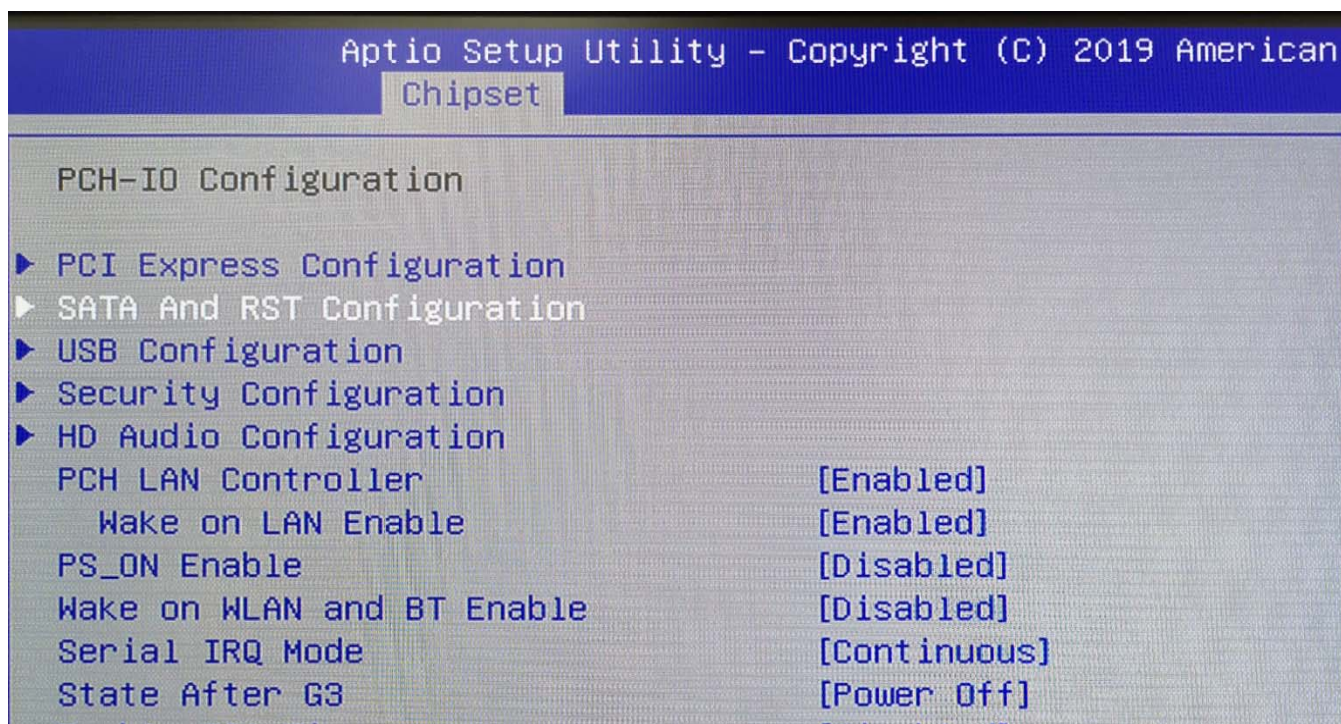 Aptio Setup Utility – Copyright (C) 2019 American
Chipset
PCH-IO Configuration
PCI Express Configuration
SATA And RST Configuration
USB Configuration
Security Configuration
HD Audio Configuration
PCH LAN Controller [Enabled]
Wake on LAN Enable [Enabled]
PS_ON Enable [Disabled]
Wake on WLAN and BT Enable [Disabled]
Serial IRQ Mode [Continuous]
State After G3 [Power Off]